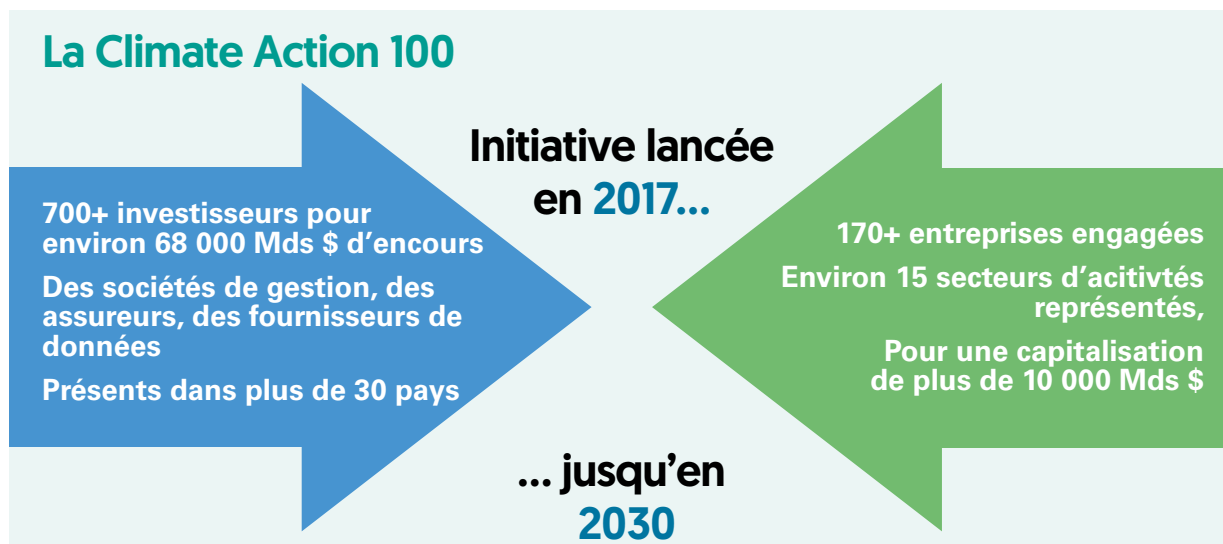 La Climate Action 100
Initiative lancée
en 2017...
700+ investisseurs pour
environ 68 000 Mds $ d'encours
Des sociétés de gestion, des
assureurs, des fournisseurs de
données
Présents dans plus de 30 pays
170+ entreprises engagées
Environ 15 secteurs d'acitivtés
représentés,
Pour une capitalisation
de plus de 10 000 Mds $
... jusqu'en
2030